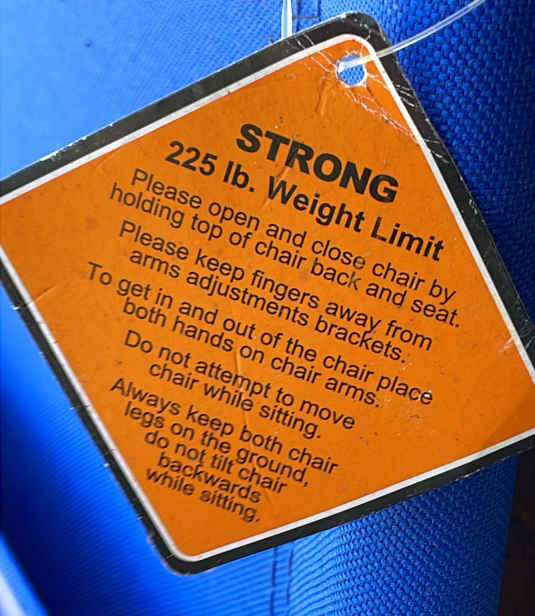 STRONG
225 lb. Weight Limit
Please open and close chair by
holding top of chair back and seat.
Please keep fingers away from
arms adjustments brackets.
To get in and out of the chair place
both hands on chair arms.
Do not attempt to move
chair while sitting.
Always keep both chair
legs on the ground,
do not tilt chair
backwards
while sitting.